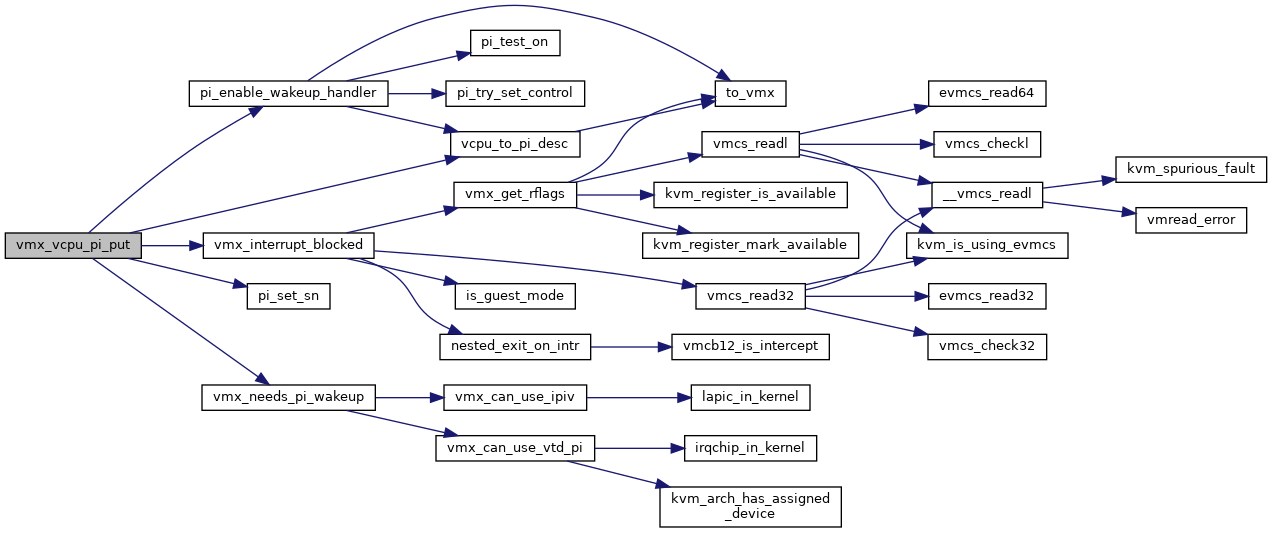 pi_test_on
pi_enable_wakeup_handler
pi_try_set_control
to_vmx
evmcs_read64
vcpu_to_pi_desc
vmcs_readl
vmcs_checkl
kvm_spurious_fault
vmx_get_rflags
kvm_register_is_available
__vmcs_readl
vmread_error
vmx_vcpu_pi_put
vmx_interrupt_blocked
kvm_register_mark_available
kvm_is_using_evmcs
pi_set_sn
is_guest_mode
vmcs_read32
evmcs_read32
nested_exit_on_intr
vmcb12_is_intercept
vmcs_check32
vmx_needs_pi_wakeup
vmx_can_use_ipiv
lapic_in_kernel
vmx_can_use_vtd_pi
irqchip_in_kernel
kvm_arch_has_assigned
_device